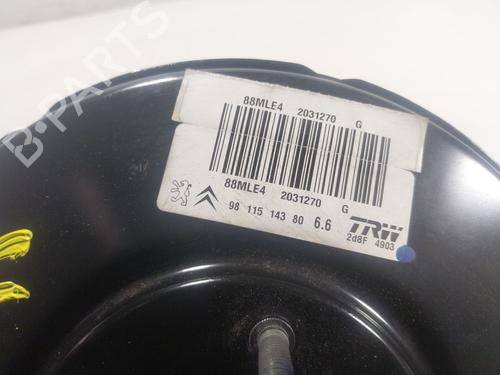 B-PARTS
88MLE4 2031270 G
88MLE4 2031270 G
98 115 143 80 6.6
TRW
2d8F 4903